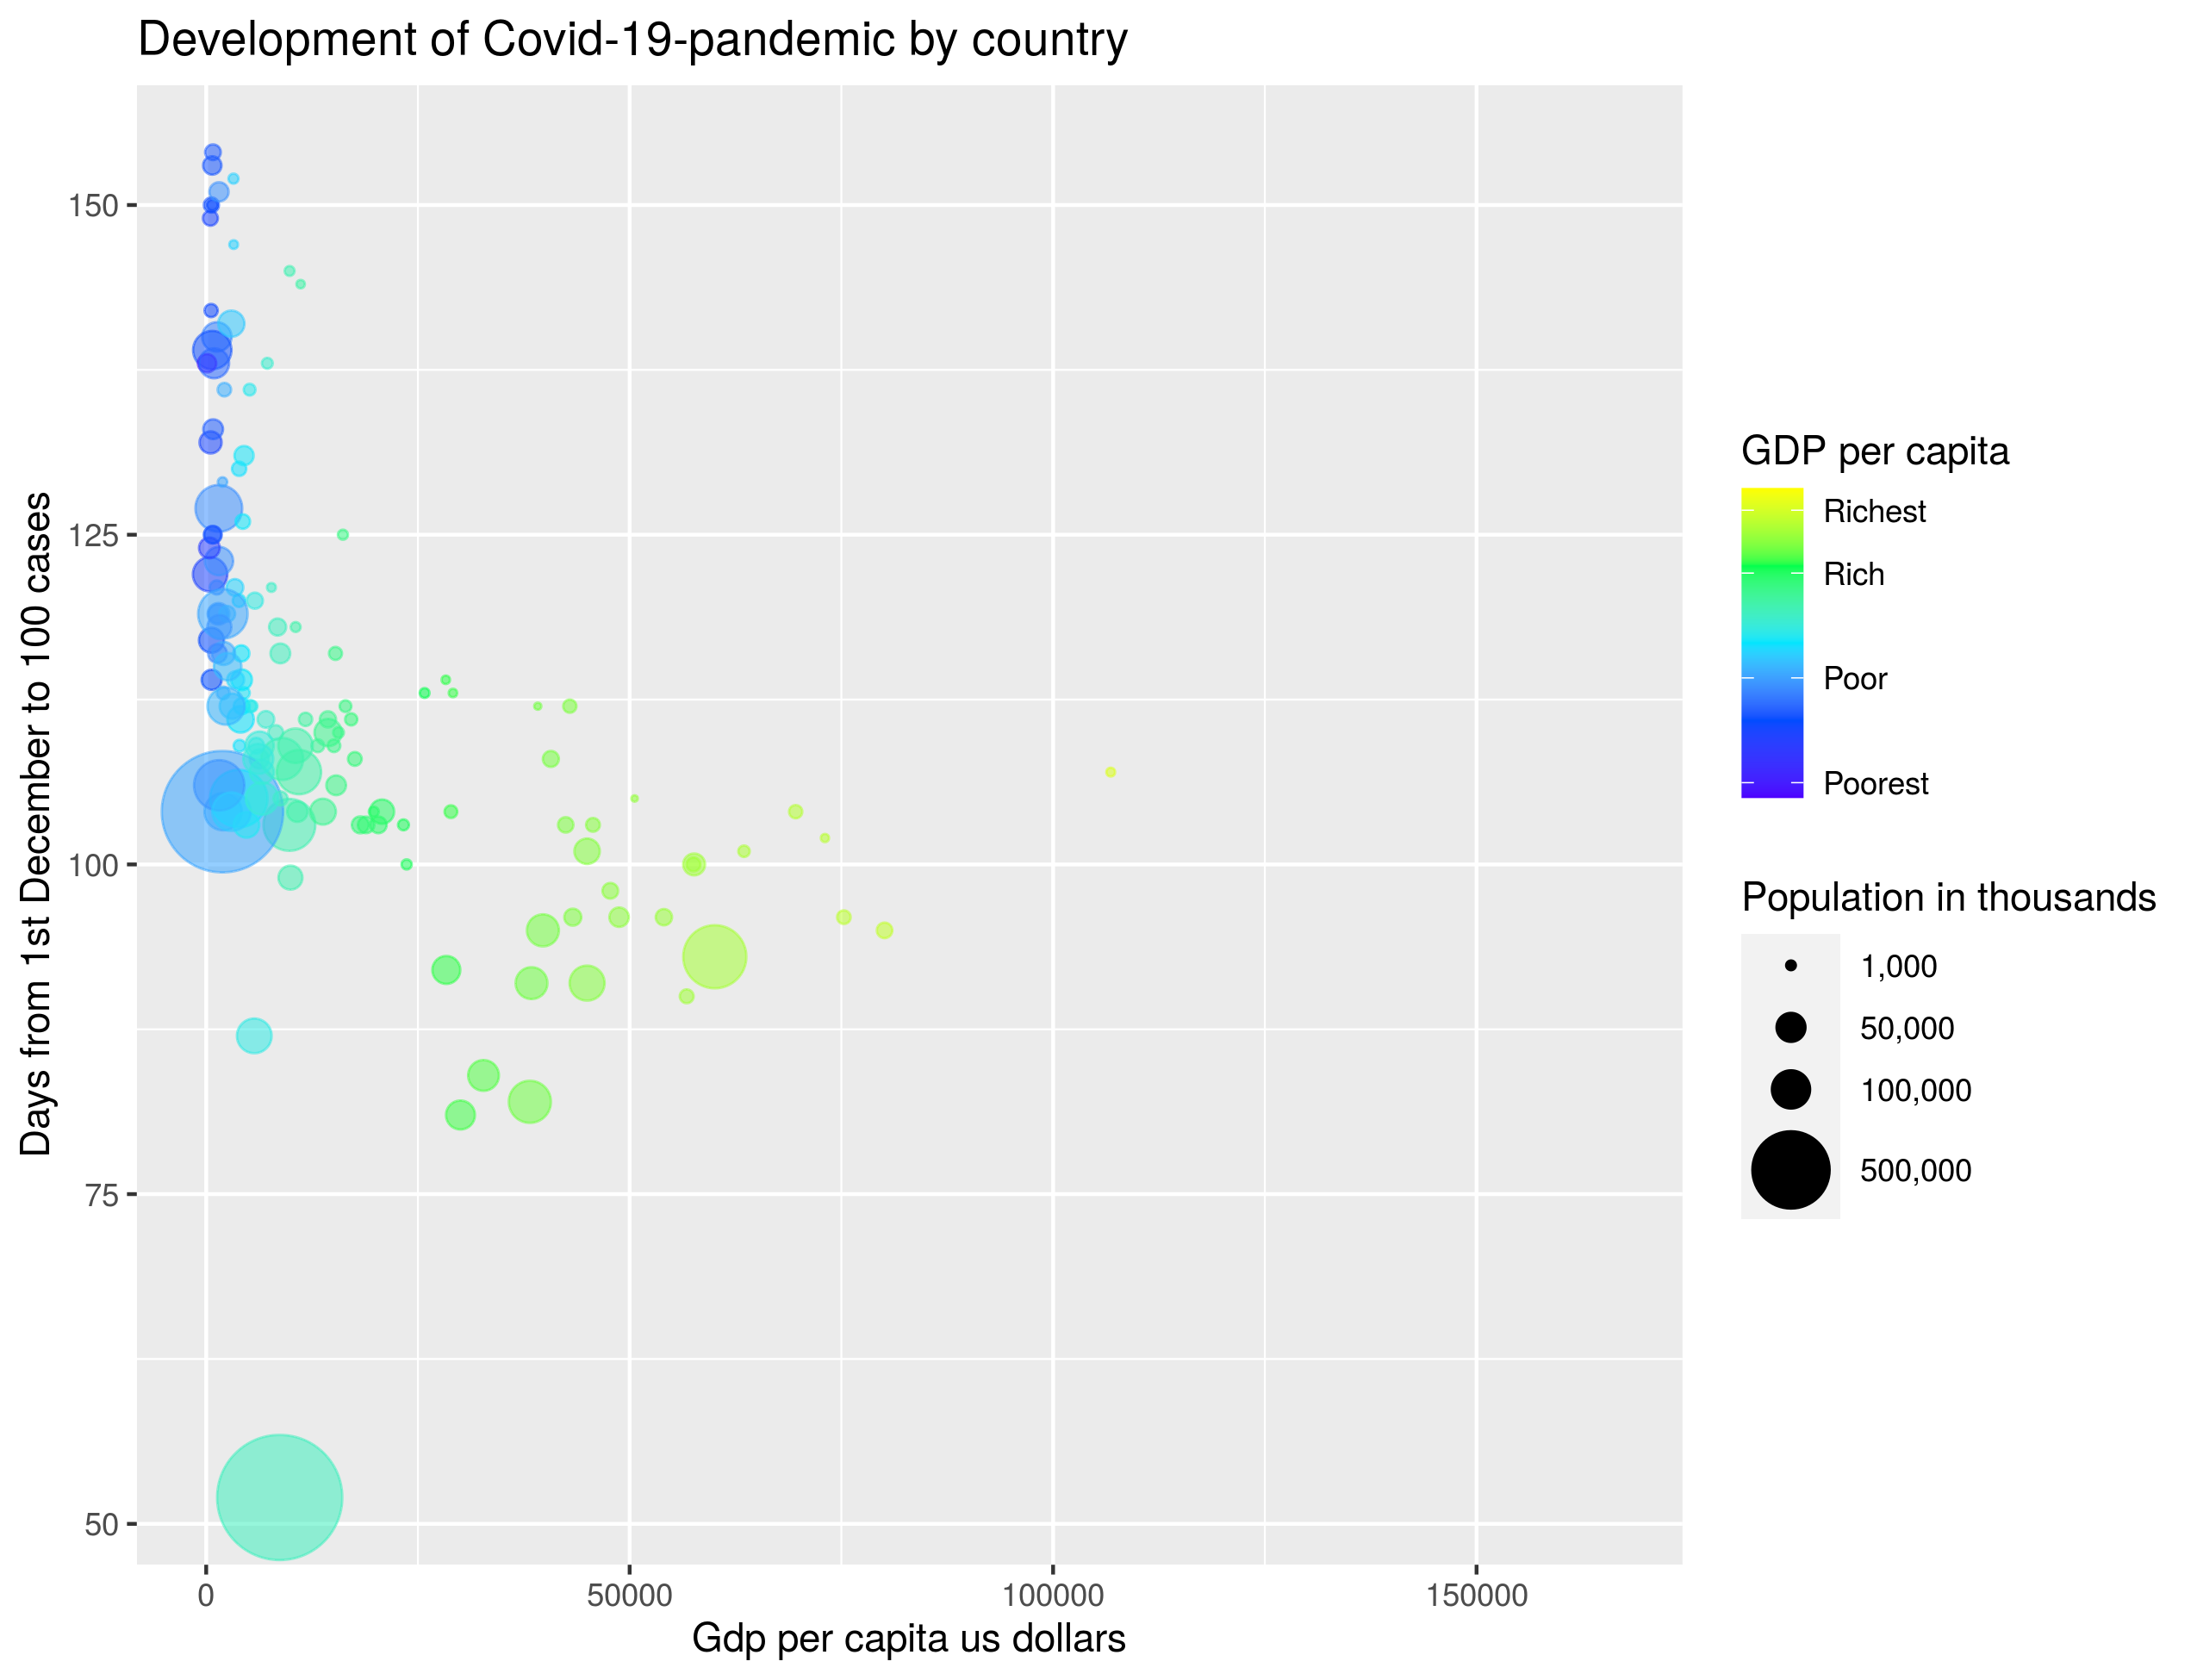 Development of Covid-19-pandemic by country
Days from 1st December to 100 cases
150
125
100
75
50
0
50000
100000
150000
Gdp per capita us dollars
GDP per capita
Richest
Rich
Poor
Poorest
Population in thousands
1,000
50,000
100,000
500,000